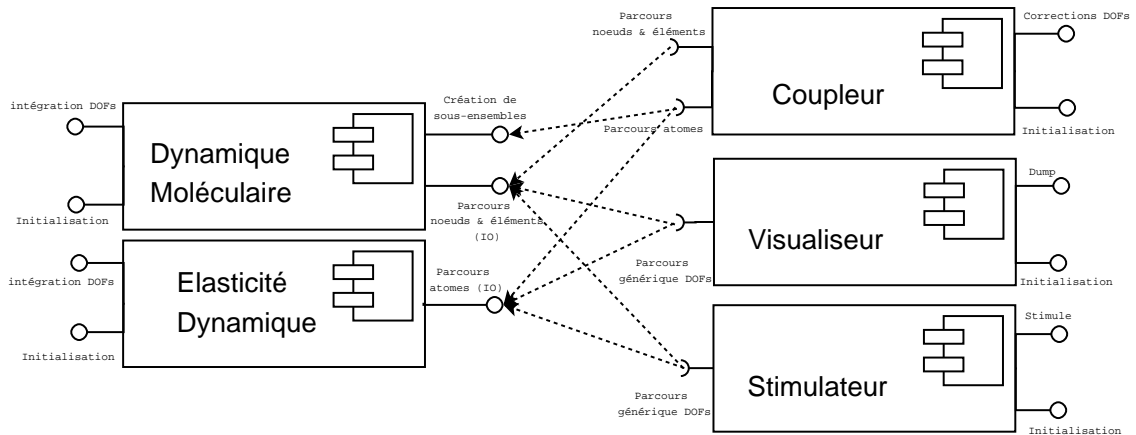 intégration DOFs
Initialisation
Dynamique
Moléculaire
Création de
sous-ensembles
Parcours
noeuds & éléments
(IO)
intégration DOFs
Initialisation
Elasticité
Dynamique
Parcours
atomes (IO)
Parcours
noeuds & éléments
Parcours atomes
Coupleur
Corrections DOFs
Initialisation
Parcours
générique DOFs
Visualiseur
Dump
Initialisation
Parcours
générique DOFs
Stimulateur
Stimule
Initialisation